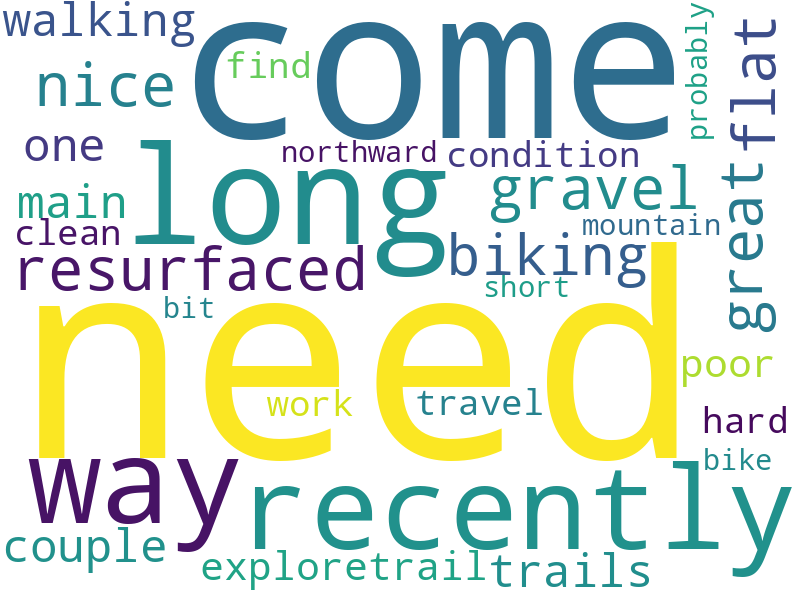 walking
come
probably
flat
find
nice
one
northward
condition
long
gravel
great
main
clean
mountain
biking
resurfaced
short
bit
need
poor
work
travel
hard
way
recently
bike
couple
exploretrail
trails